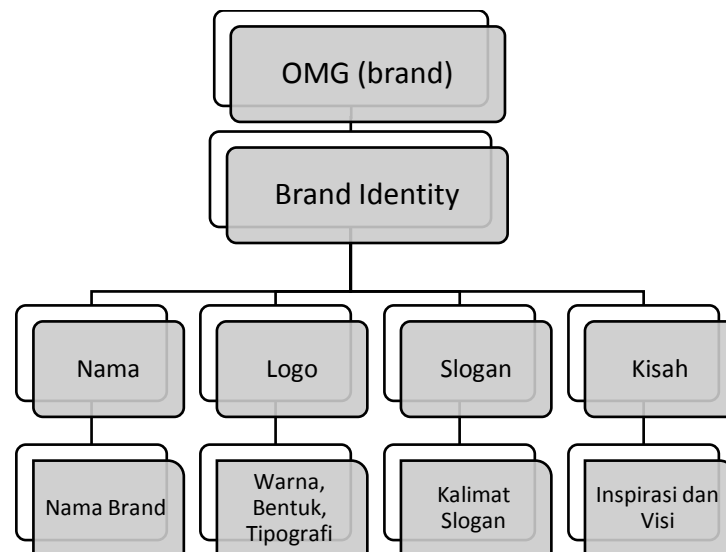 OMG (brand)
Brand Identity
Nama
Logo
Slogan
Kisah
Nama Brand
Warna,
Bentuk,
Tipografi
Kalimat
Slogan
Inspirasi dan
Visi